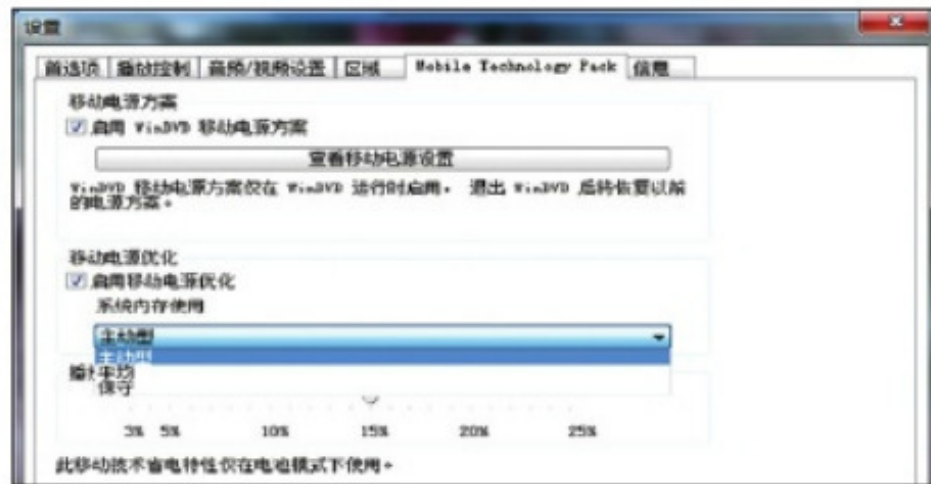 设置
首选项 播放控制 音频/视频设置 区域 Mobile Technology Pack 信息
移动电源方案
启用 WinDVD 移动电源方案
查看移动电源设置
WinDVD 移动电源方案仅在 WinDVD 运行时启用。 退出 WinDVD 后将恢复以前
的电源方案。
移动电源优化
启用移动电源优化
系统内存使用
主动型
主动型
平均
保守
3% 5% 10% 15% 20% 25%
此移动技术省电特性仅在电池模式下使用。